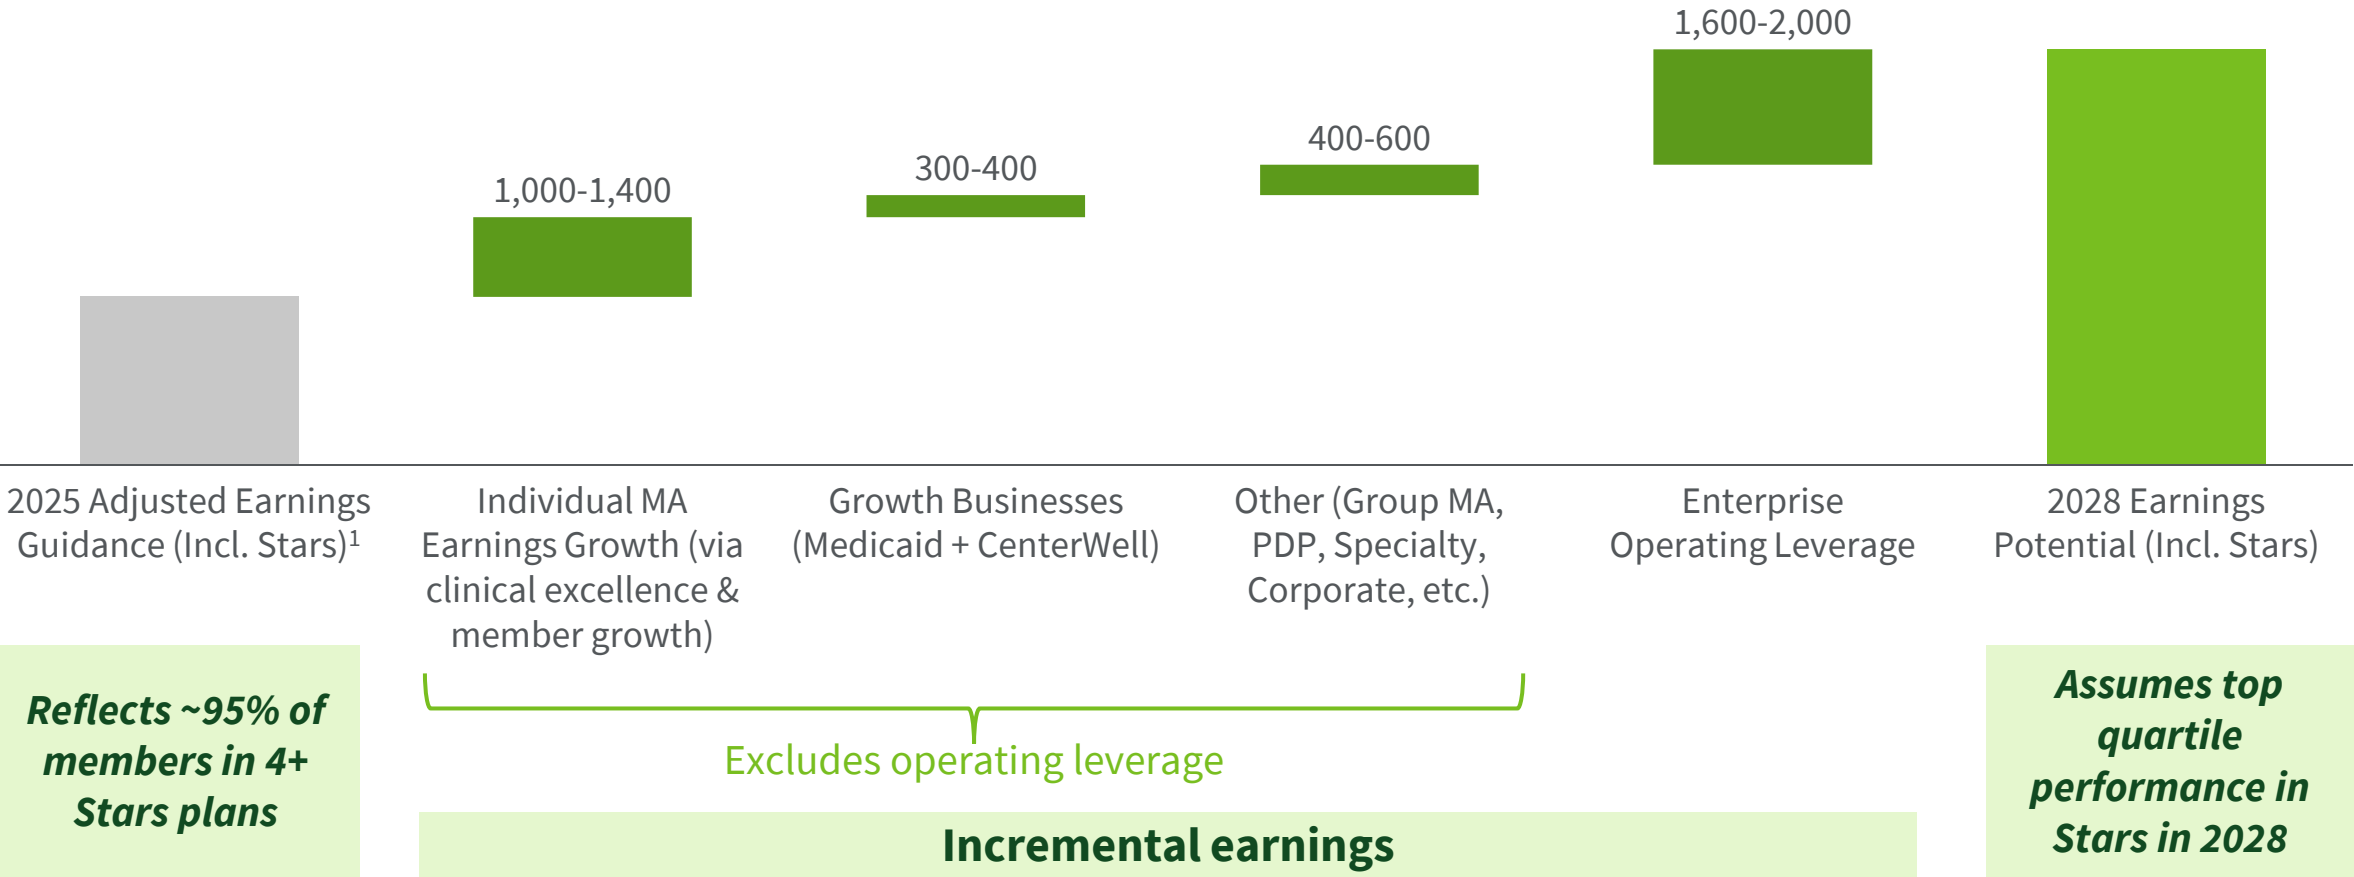 1,600-2,000
400-600
300-400
1,000-1,400
2025 Adjusted Earnings
Guidance (Incl. Stars)¹
Individual MA
Earnings Growth (via
clinical excellence &
member growth)
Growth Businesses
(Medicaid + CenterWell)
Other (Group MA,
PDP, Specialty,
Corporate, etc.)
Enterprise
Operating Leverage
2028 Earnings
Potential (Incl. Stars)
Reflects ~95% of
members in 4+
Stars plans
Excludes operating leverage
Incremental earnings
Assumes top
quartile
performance in
Stars in 2028